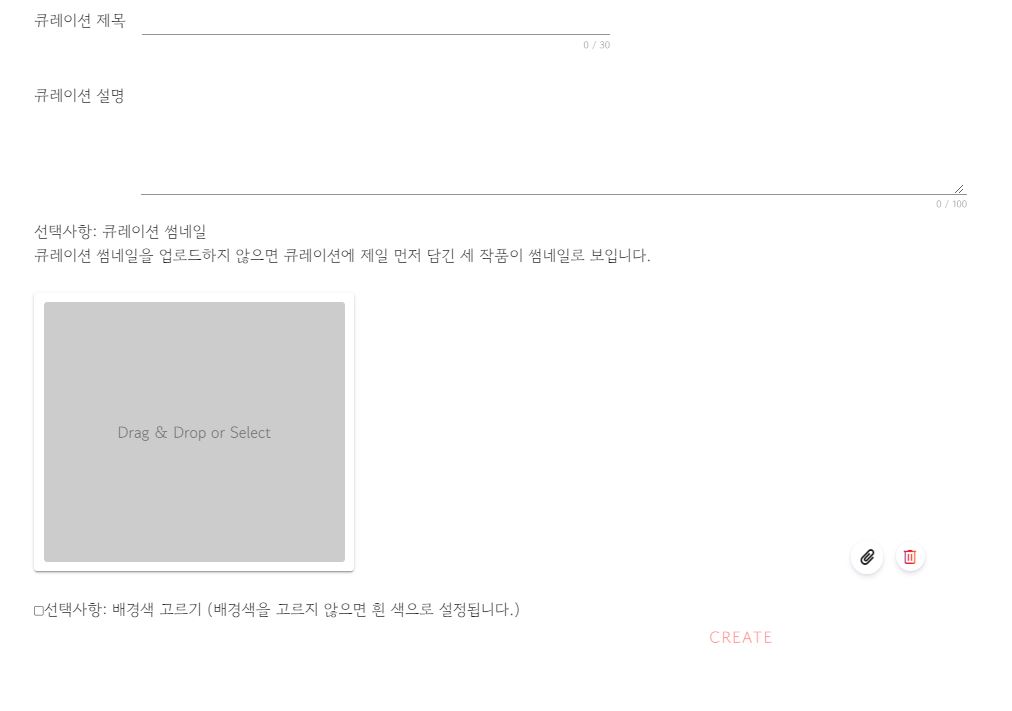 큐레이션 제목
0 / 30
큐레이션 설명
0 / 100
선택사항: 큐레이션 썸네일
큐레이션 썸네일을 업로드하지 않으면 큐레이션에 제일 먼저 담긴 세 작품이 썸네일로 보입니다.
Drag & Drop or Select
선택사항: 배경색 고르기 (배경색을 고르지 않으면 흰 색으로 설정됩니다.)
CREATE